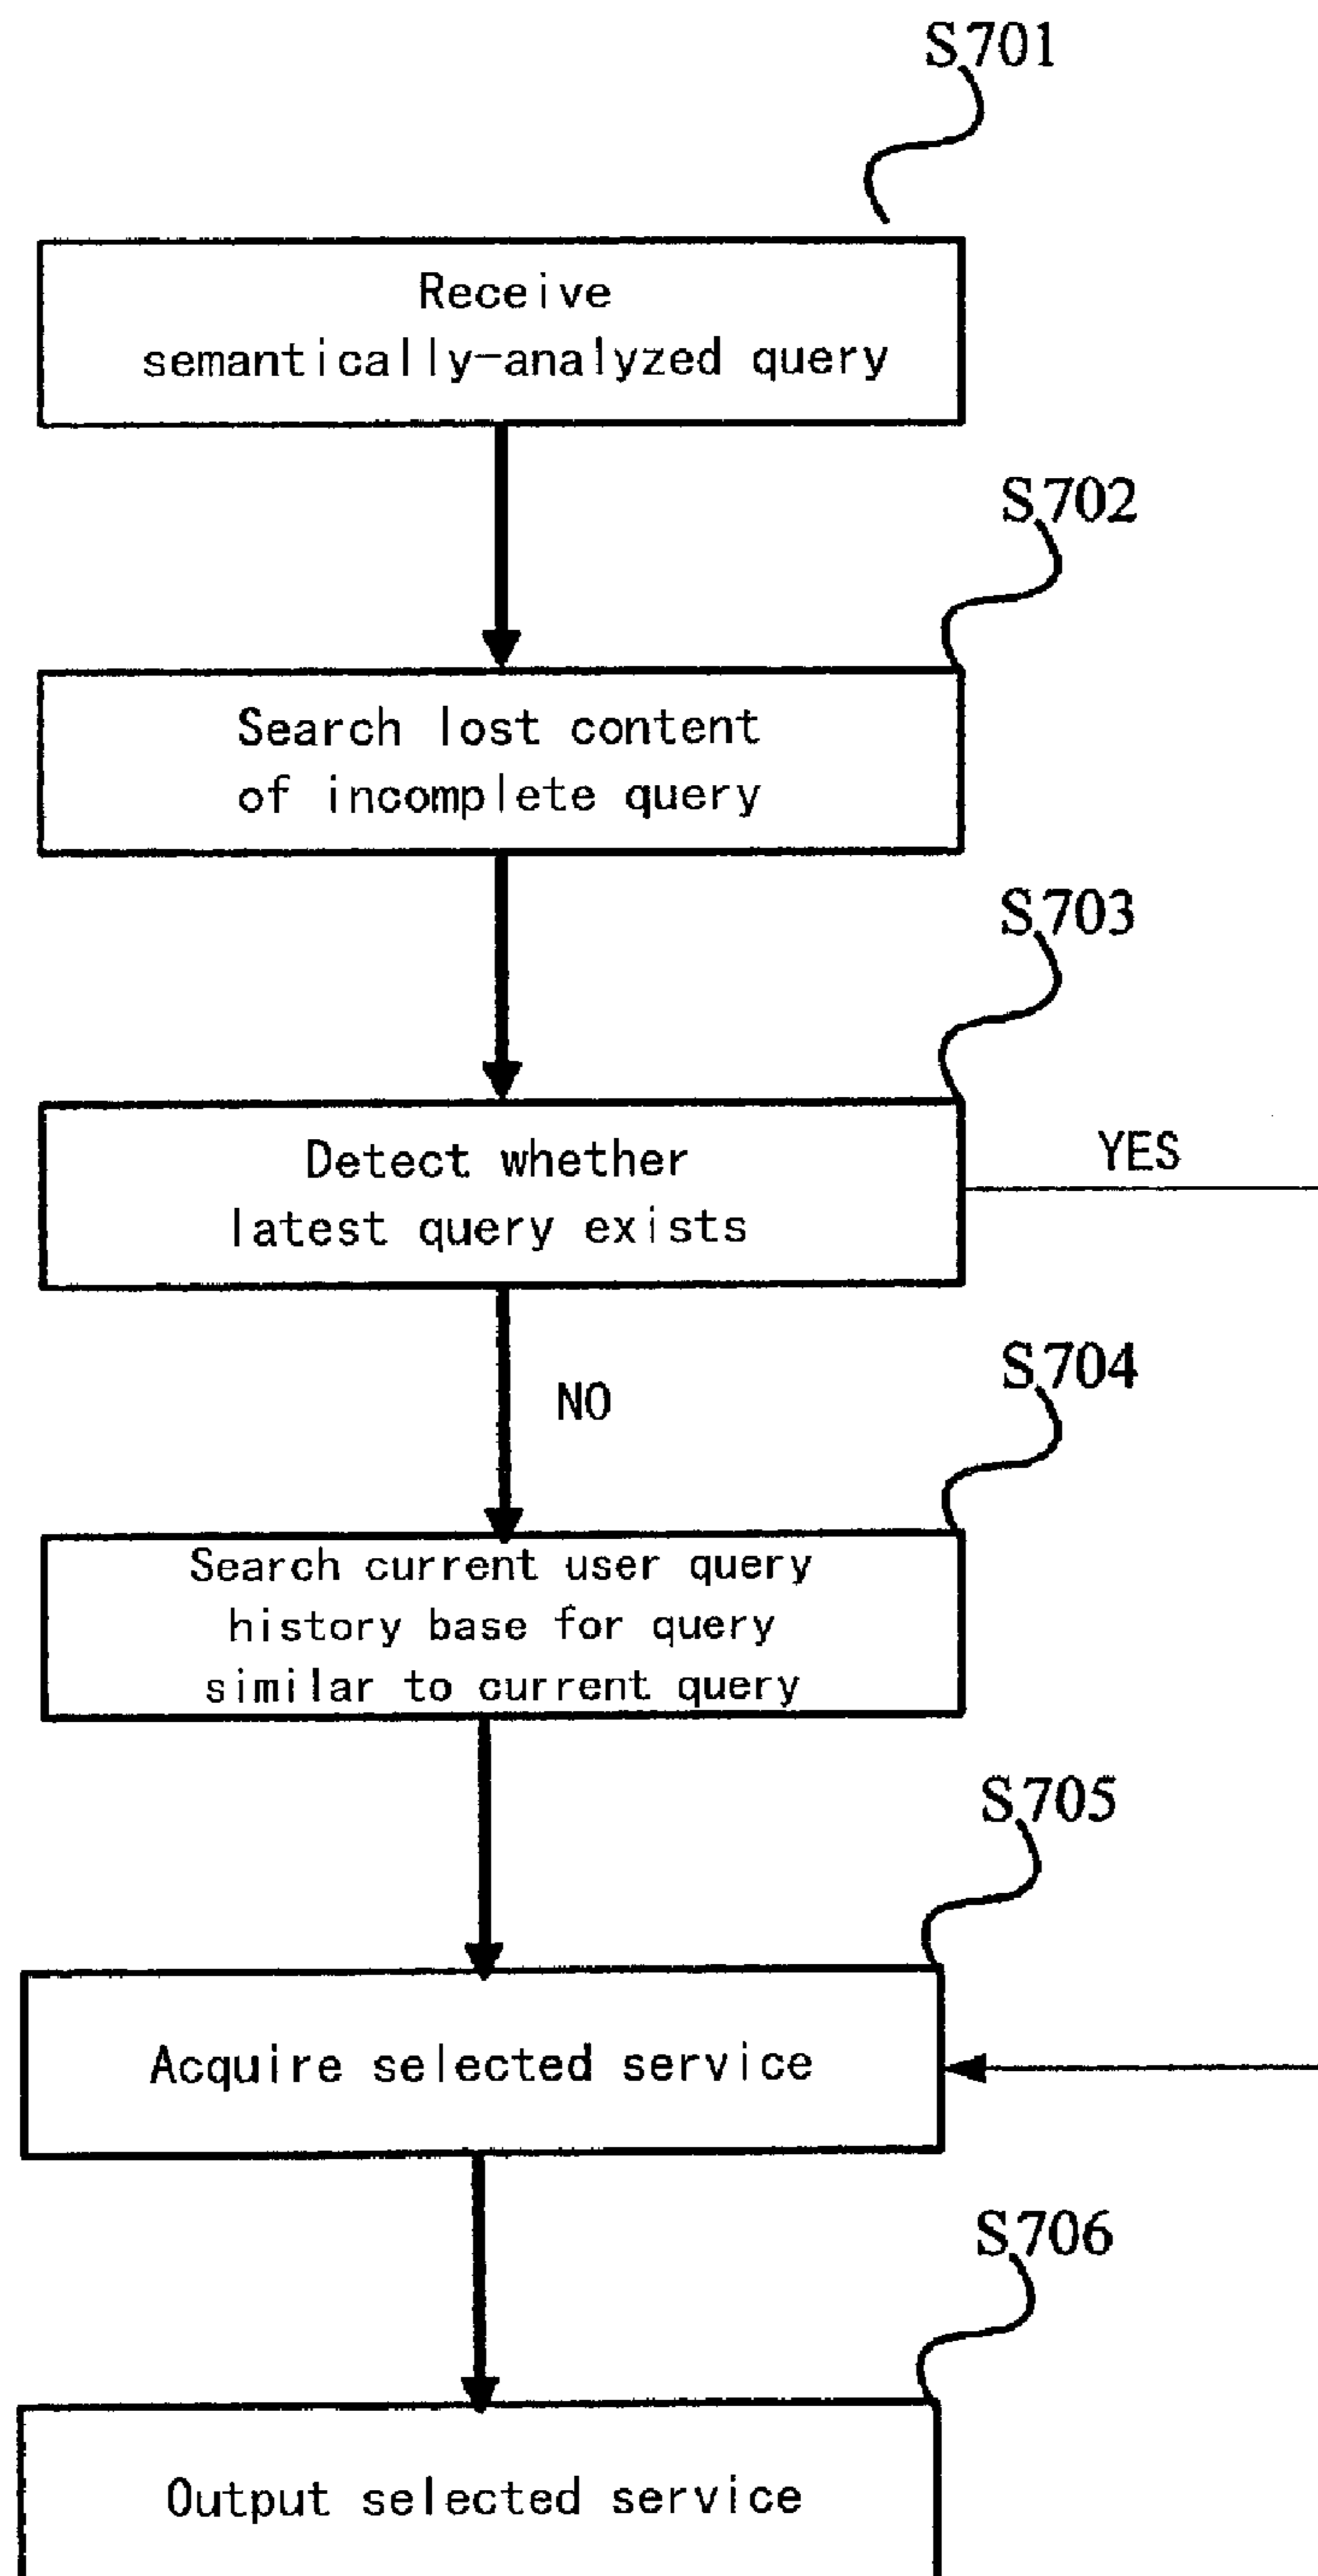 S701
Receive
semantically-analyzed query
S702
Search lost content
of incomplete query
S703
Detect whether
latest query exists
YES
NO
S704
Search current user query
history base for query
similar to current query
S705
Acquire selected service
S706
Output selected service